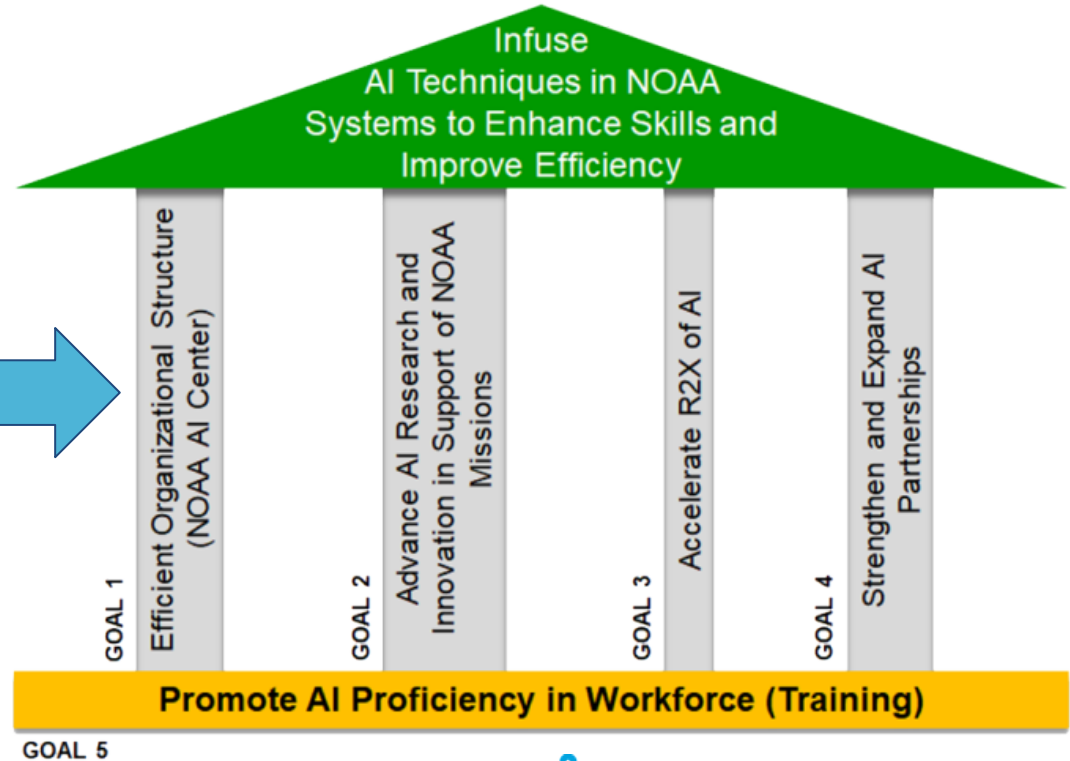 Infuse
AI Techniques in NOAA
Systems to Enhance Skills and
Improve Efficiency
GOAL 1
Efficient Organizational Structure
(NOAA AI Center)
GOAL 2
Advance AI Research and
Innovation in Support of NOAA
Missions
GOAL 3
Accelerate R2X of AI
GOAL 4
Strengthen and Expand AI
Partnerships
Promote AI Proficiency in Workforce (Training)
GOAL 5